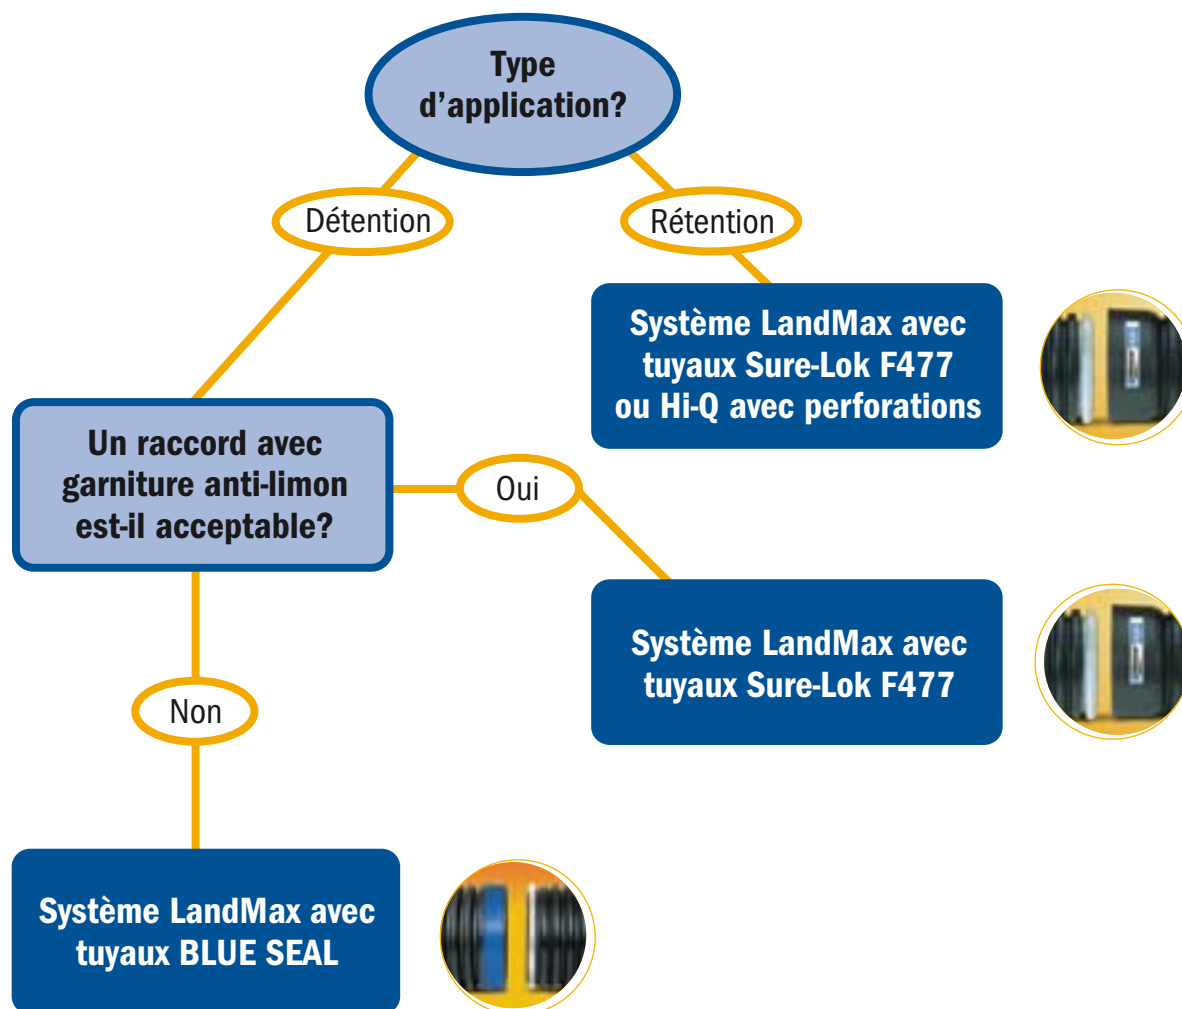 Type
d'application?
Détention
Rétention
Système LandMax avec
tuyaux Sure-Lok F477
ou Hi-Q avec perforations
Un raccord avec
garniture anti-limon
est-il acceptable?
Oui
Système LandMax avec
tuyaux Sure-Lok F477
Non
Système LandMax avec
tuyaux BLUE SEAL